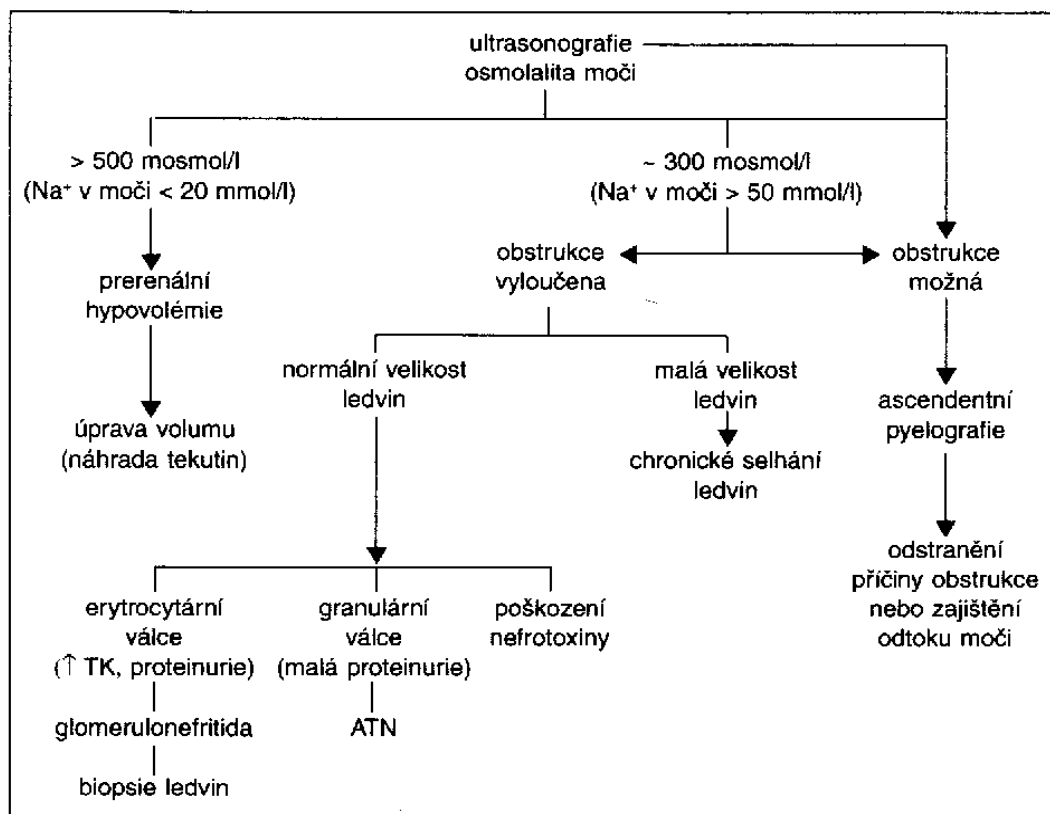 ultrasonografie
osmolalita moči
> 500 mosmol/l
(Na⁺ v moči < 20 mmol/l)
~ 300 mosmol/l
(Na⁺ v moči > 50 mmol/l)
prerenální
hypovolémie
obstrukce
vyloučena
obstrukce
možná
úprava volumu
(náhrada tekutin)
normální velikost
ledvin
malá velikost
ledvin
chronické selhání
ledvin
ascendentní
pyelografie
odstranění
příčiny obstrukce
nebo zajištění
odtoku moči
erytrocytární
válce
(↑ TK, proteinurie)
glomerulonefritida
biopsie ledvin
granulární
válce
(malá proteinurie)
ATN
poškození
nefrotoxiny